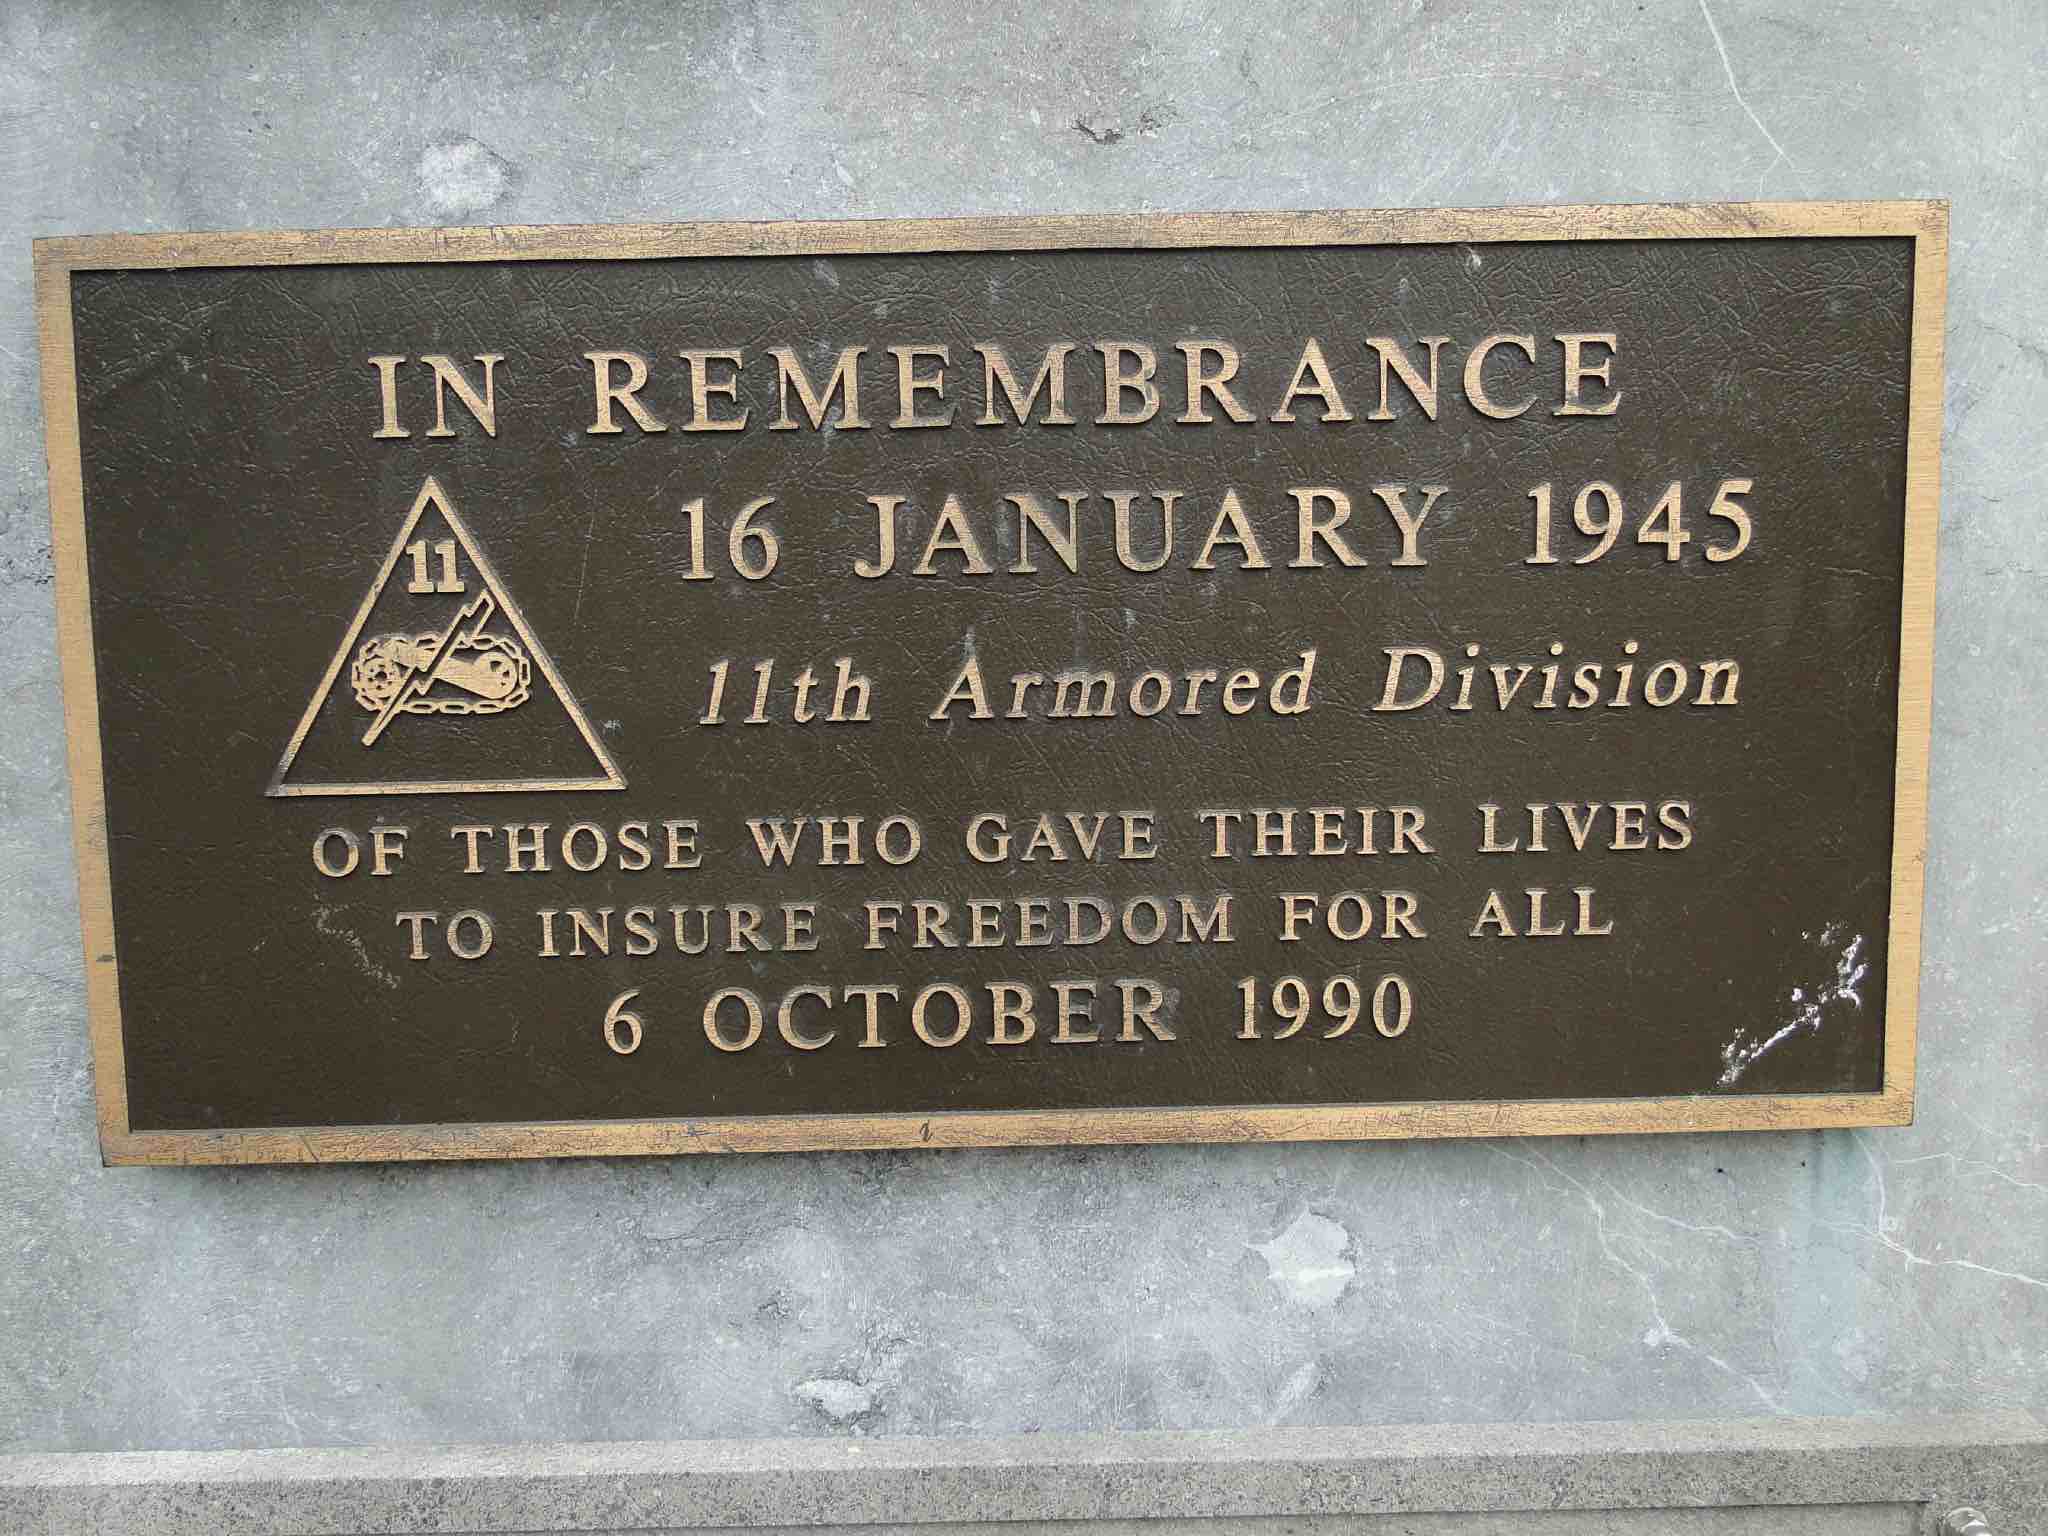 IN REMEMBRANCE
16 JANUARY 1945
11
11th Armored Division
OF THOSE WHO GAVE THEIR LIVES
TO INSURE FREEDOM FOR ALL
6 OCTOBER 1990